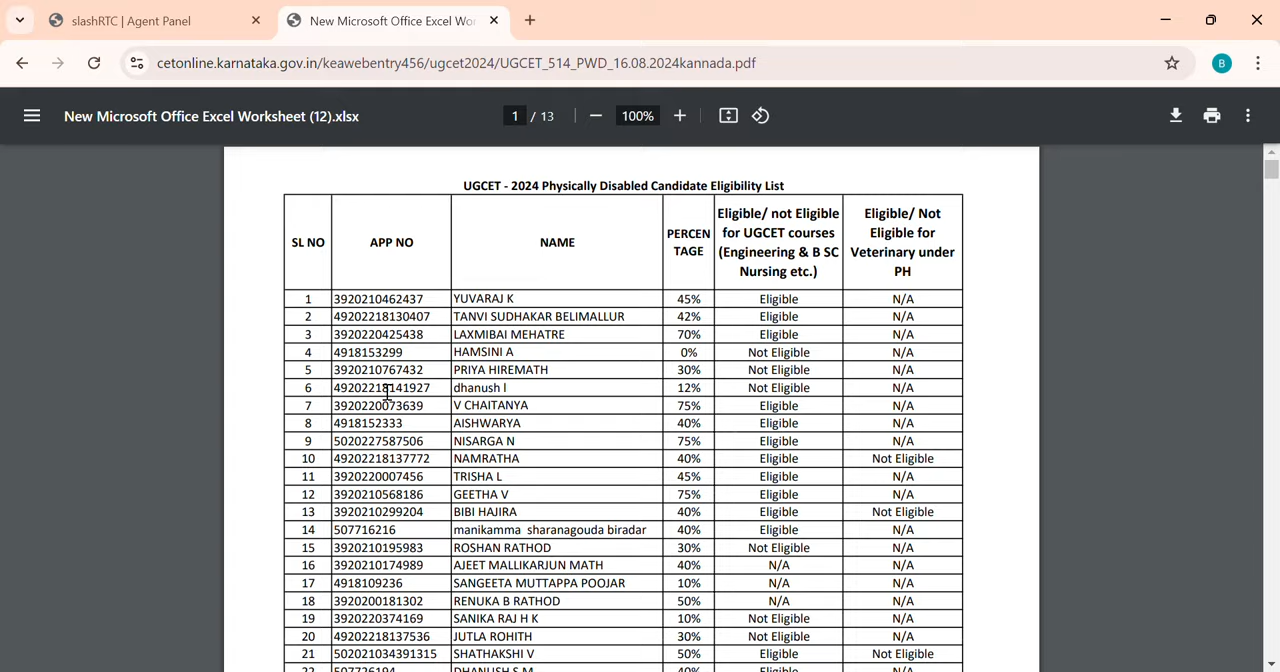 slashRTC | Agent Panel
New Microsoft Office Excel Wo
cetonline.karnataka.gov.in/keawebentry456/ugcet2024/UGCET_514_PWD_16.08.2024kannada.pdf
B
New Microsoft Office Excel Worksheet (12).xlsx
1 / 13
100%
UGCET - 2024 Physically Disabled Candidate Eligibility List
SL NO APP NO NAME PERCEN TAGE Eligible/ not Eligible for UGCET courses (Engineering & B SC Nursing etc.) Eligible/ Not Eligible for Veterinary under PH
1 3920210462437 YUVARAJ K 45% Eligible N/A
2 49202218130407 TANVI SUDHAKAR BELIMALLUR 42% Eligible N/A
3 3920220425438 LAXMIBAI MEHATRE 70% Eligible N/A
4 4918153299 HAMSINI A 0% Not Eligible N/A
5 3920210767432 PRIYA HIREMATH 30% Not Eligible N/A
6 49202218141927 dhanush l 12% Not Eligible N/A
7 3920220073639 V CHAITANYA 75% Eligible N/A
8 4918152333 AISHWARYA 40% Eligible N/A
9 5020227587506 NISARGA N 75% Eligible N/A
10 49202218137772 NAMRATHA 40% Eligible Not Eligible
11 3920220007456 TRISHA L 45% Eligible N/A
12 3920210568186 GEETHA V 75% Eligible N/A
13 3920210299204 BIBI HAJIRA 40% Eligible Not Eligible
14 507716216 manikamma sharanagouda biradar 40% Eligible N/A
15 3920210195983 ROSHAN RATHOD 30% Not Eligible N/A
16 3920210174989 AJEET MALLIKARJUN MATH 40% N/A N/A
17 4918109236 SANGEETA MUTTAPPA POOJAR 10% N/A N/A
18 3920200181302 RENUKA B RATHOD 50% N/A N/A
19 3920220374169 SANIKA RAJ H K 10% Not Eligible N/A
20 49202218137536 JUTLA ROHITH 30% Not Eligible N/A
21 502021034391315 SHATHAKSHI V 50% Eligible Not Eligible
22 507726194 DHANUSH S M 40% Eligible N/A